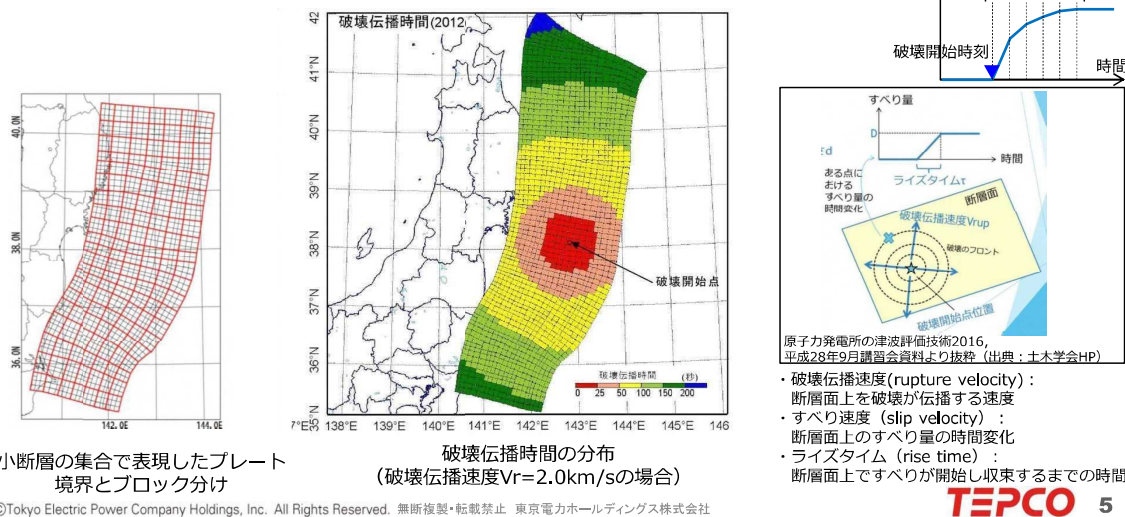 40.0N
38.0N
36.0N
142.0E
144.0E
小断層の集合で表現したプレート
境界とブロック分け
破壊伝播時間(2012
42
41°N
40°N
39°N
38°N
37°N
36°N
35°N
7°E
138°E
139°E
140°E
141°E
142°E
143°E
144°E
145°E
146
破壊開始点
破壊伝播時間
(秒)
0 25 50 100 150 200
破壊伝播時間の分布
(破壊伝播速度Vr=2.0km/sの場合)
破壊開始時刻
時間
すべり量
D
時間
ライズタイムτ
ある点に
おける
すべり量の
時間変化
断層面
破壊伝播速度Vrup
破壊のフロント
破壊開始点位置
原子力発電所の津波評価技術2016,
平成28年9月講習会資料より抜粋（出典：土木学会HP）
・破壊伝播速度(rupture velocity)：
断層面上を破壊が伝播する速度
・すべり速度（slip velocity）：
断層面上のすべり量の時間変化
・ライズタイム（rise time）：
断層面上ですべりが開始し収束するまでの時間
©Tokyo Electric Power Company Holdings, Inc. All Rights Reserved. 無断複製・転載禁止 東京電力ホールディングス株式会社
TEPCO 5